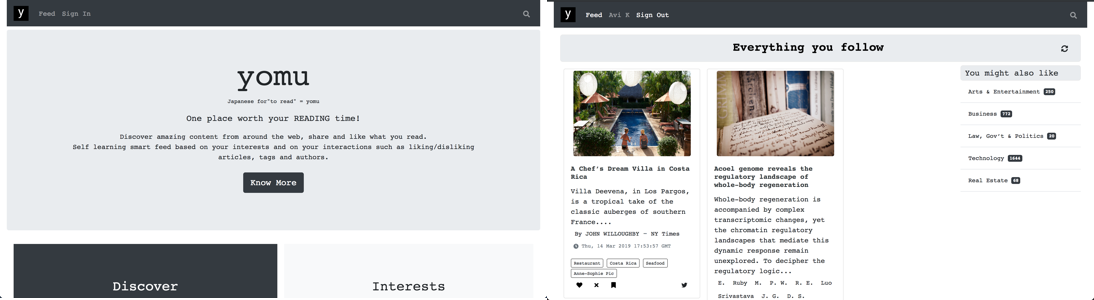 y Feed Sign In
yomu
Japanese for"to read" = yomu
One place worth your READING time!
Discover amazing content from around the web, share and like what you read.
Self learning smart feed based on your interests and on your interactions such as liking/disliking
articles, tags and authors.
Know More
Discover
Interests
y Feed Avi K Sign Out
Everything you follow
A Chef's Dream Villa in Costa
Rica
Villa Deevena, in Los Pargos,
is a tropical take of the
classic auberges of southern
France....
By JOHN WILLOUGHBY - NY Times
Thu, 14 Mar 2019 17:53:57 GMT
Restaurant Costa Rica Seafood
Anne-Sophie Pic
Acoel genome reveals the
regulatory landscape of
whole-body regeneration
Whole-body regeneration is
accompanied by complex
transcriptomic changes, yet
the chromatin regulatory
landscapes that mediate this
dynamic response remain
unexplored. To decipher the
regulatory logic...
E. Ruby M. P. W. R. E. Luo
Srivastava J. G. D. S.
You might also like
Arts & Entertainment
Business 772
Law, Gov't & Politics
Technology 1644
Real Estate